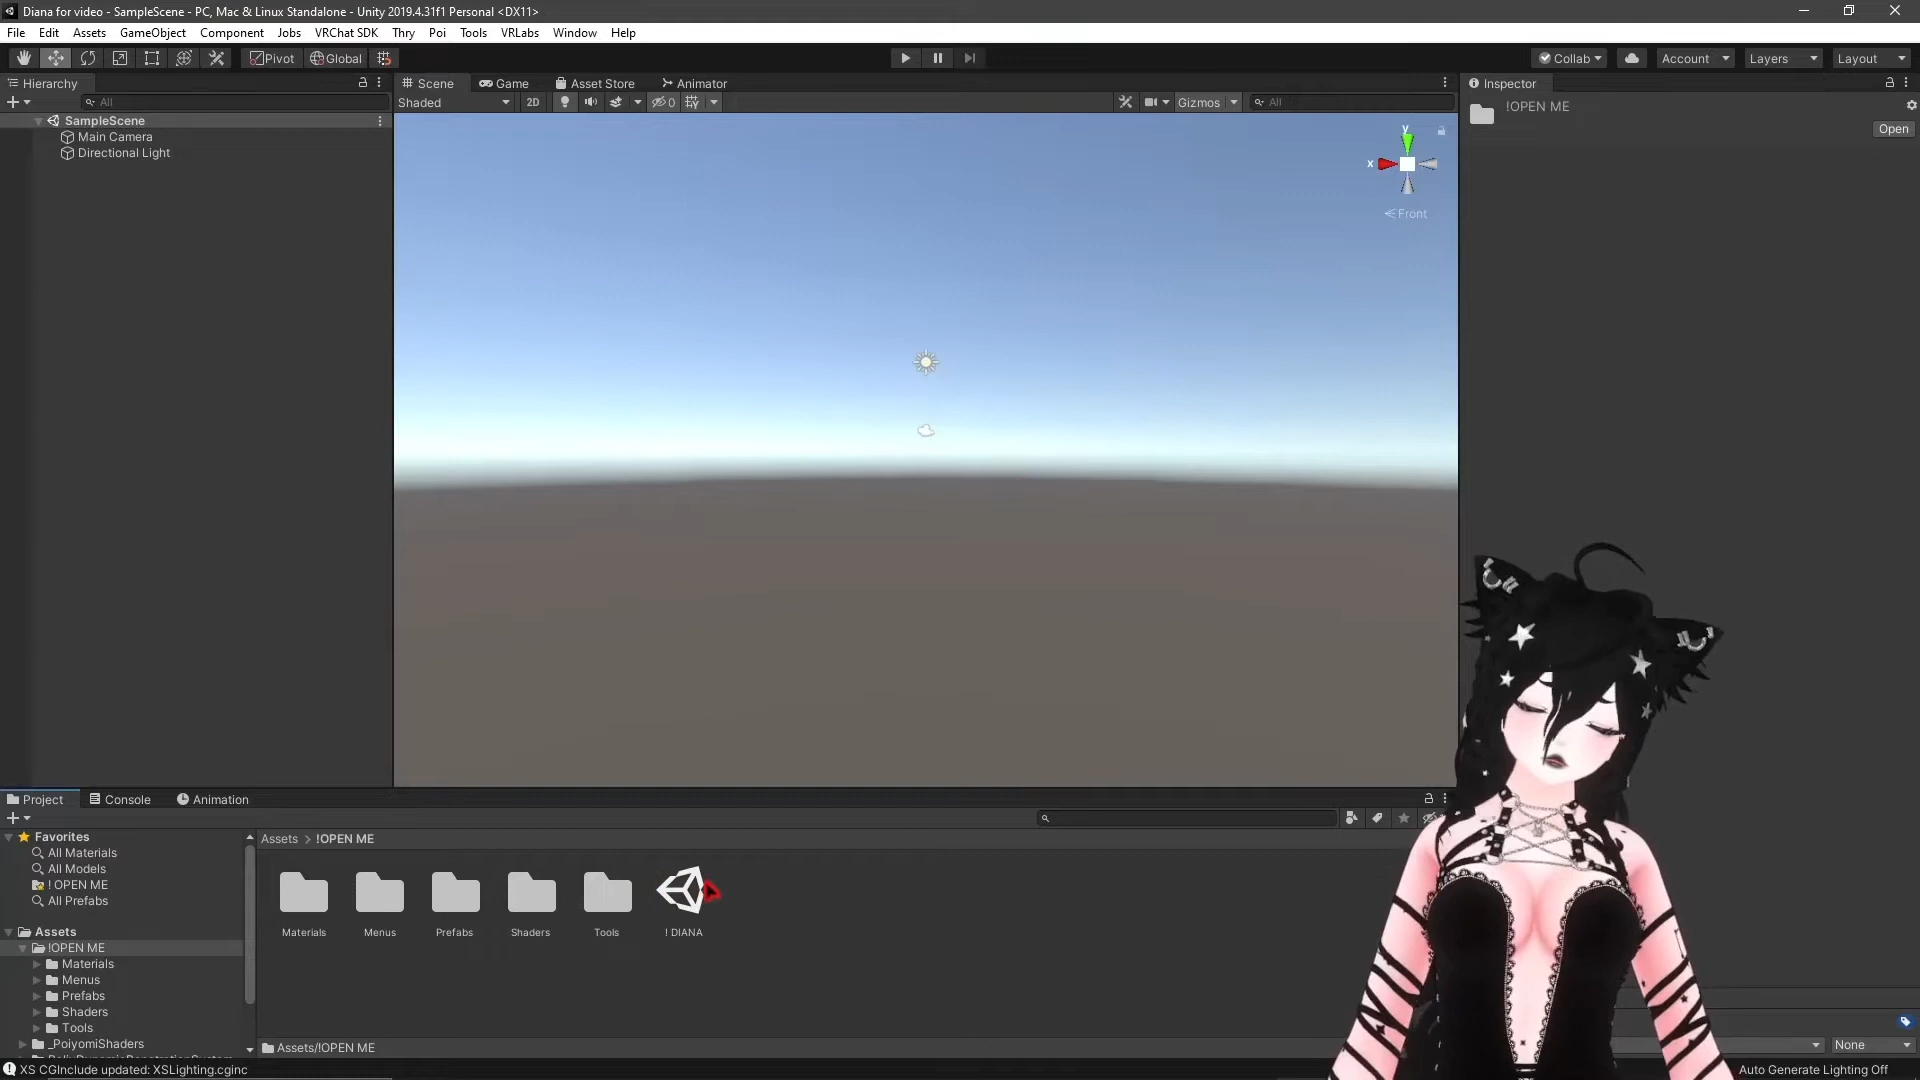 Diana for video - SampleScene - PC, Mac & Linux Standalone - Unity 2019.4.31f1 Personal <DX11>
File Edit Assets GameObject Component Jobs VRChat SDK Thry Poi Tools VRLabs Window Help
Pivot Global Collab Account Layers Layout
Hierarchy Scene Game Asset Store Animator Inspector
All Shaded 2D 0 Gizmos All
!OPEN ME
Open
SampleScene
Main Camera
Directional Light
y
x
Front
Project Console Animation
Favorites
All Materials
All Models
! OPEN ME
All Prefabs
Assets > !OPEN ME
Materials Menus Prefabs Shaders Tools ! DIANA
Assets
!OPEN ME
Materials
Menus
Prefabs
Shaders
Tools
_PoiyomiShaders
Assets/!OPEN ME
None
XS CGInclude updated: XSLighting.cginc
Auto Generate Lighting Off